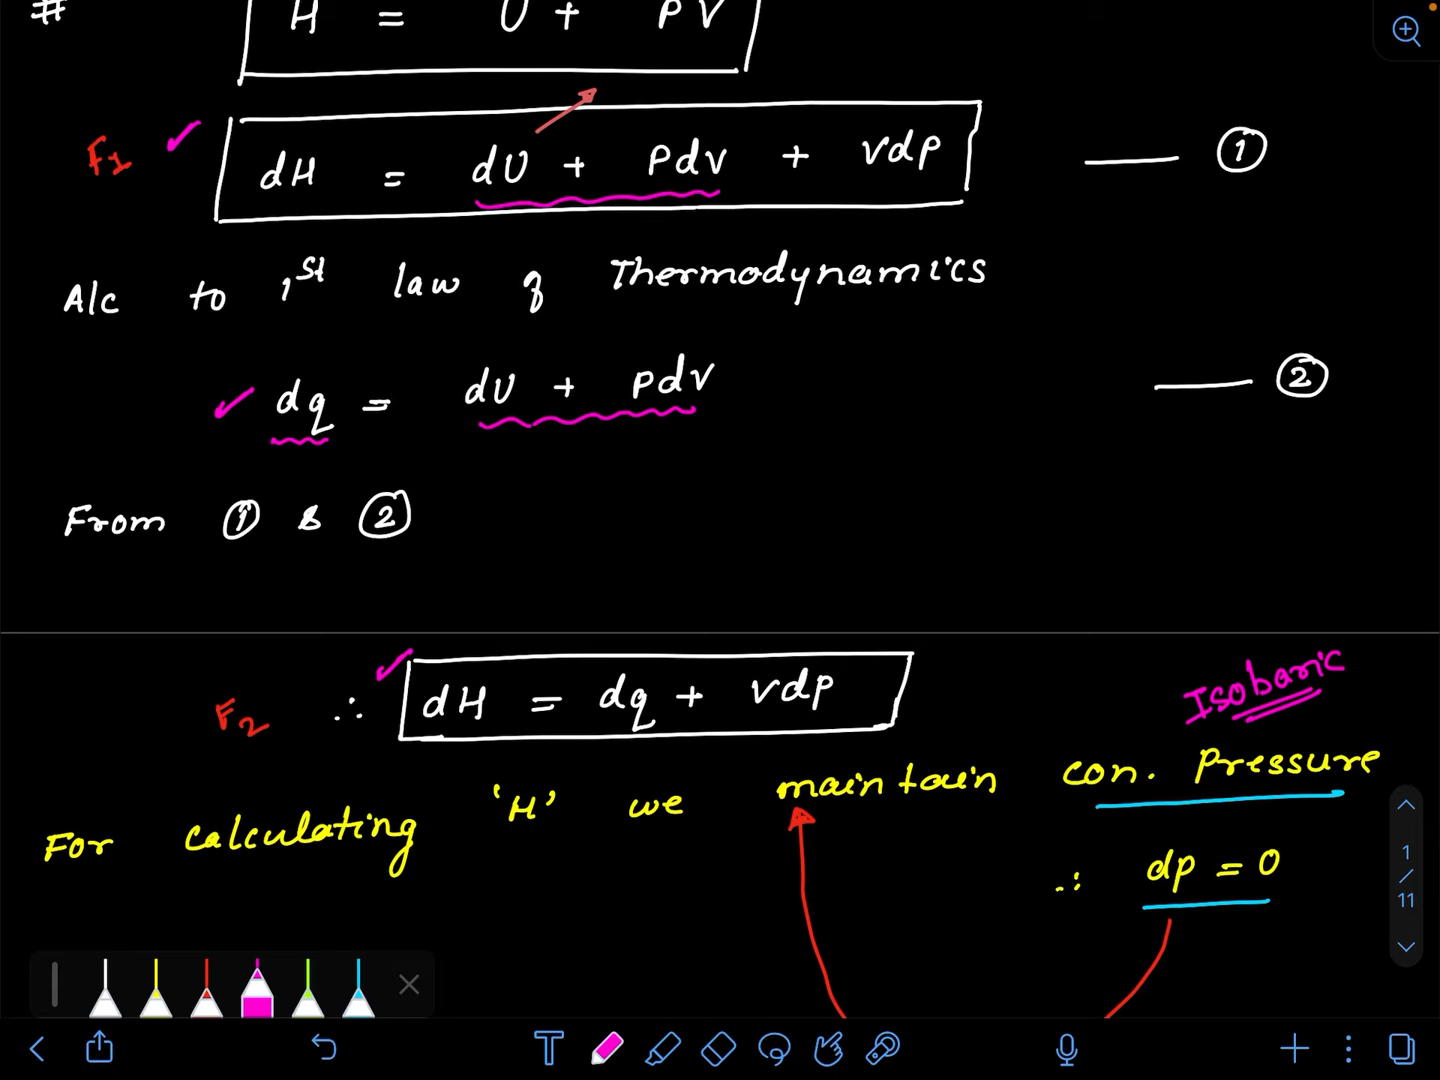 # H = U + PV
F1 dH = dU + Pdv + vdp —— ①
A/c to 1st law of Thermodynamics
dq = dU + pdv —— ②
From ① & ②
F2 ∴ dH = dq + vdp
Isobaric
For calculating 'H' we maintain con. Pressure
∴ dp = 0
1
/
11
T